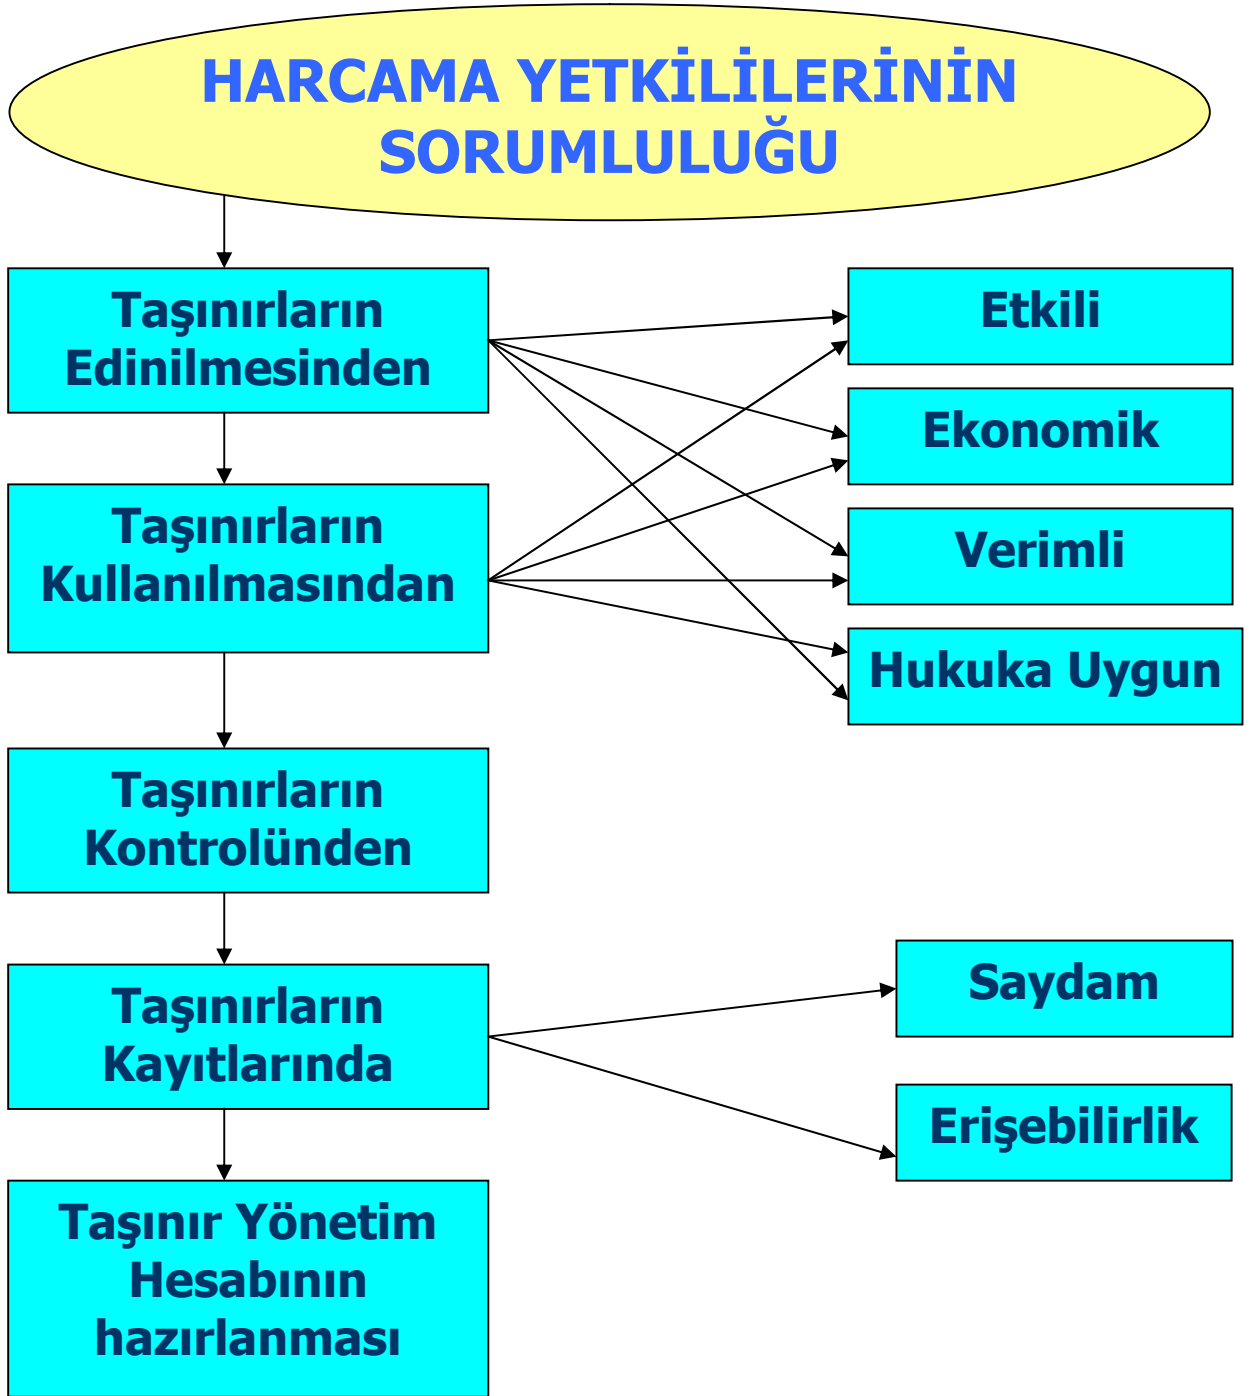 HARCAMA YETKİLİLERİNİN
SORUMLULUĞU
Taşınırların
Edinilmesinden
Etkili
Ekonomik
Taşınırların
Kullanılmasından
Verimli
Hukuka Uygun
Taşınırların
Kontrolünden
Taşınırların
Kayıtlarında
Saydam
Erişebilirlik
Taşınır Yönetim
Hesabının
hazırlanması